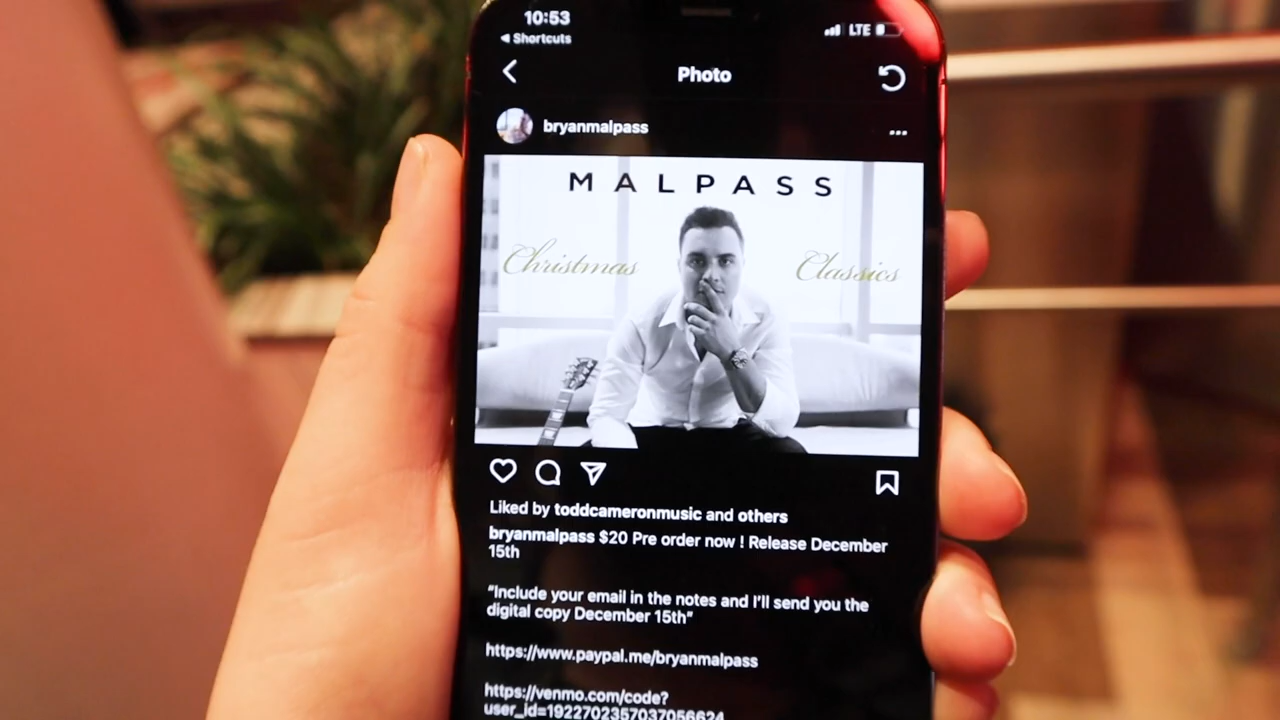 10:53
LTE
◀ Shortcuts
Photo
bryanmalpass
MALPASS
Christmas
Classics
Liked by toddcameronmusic and others
bryanmalpass $20 Pre order now ! Release December
15th
"Include your email in the notes and I'll send you the
digital copy December 15th"
https://www.paypal.me/bryanmalpass
https://venmo.com/code?
user_id=1922702357037056624